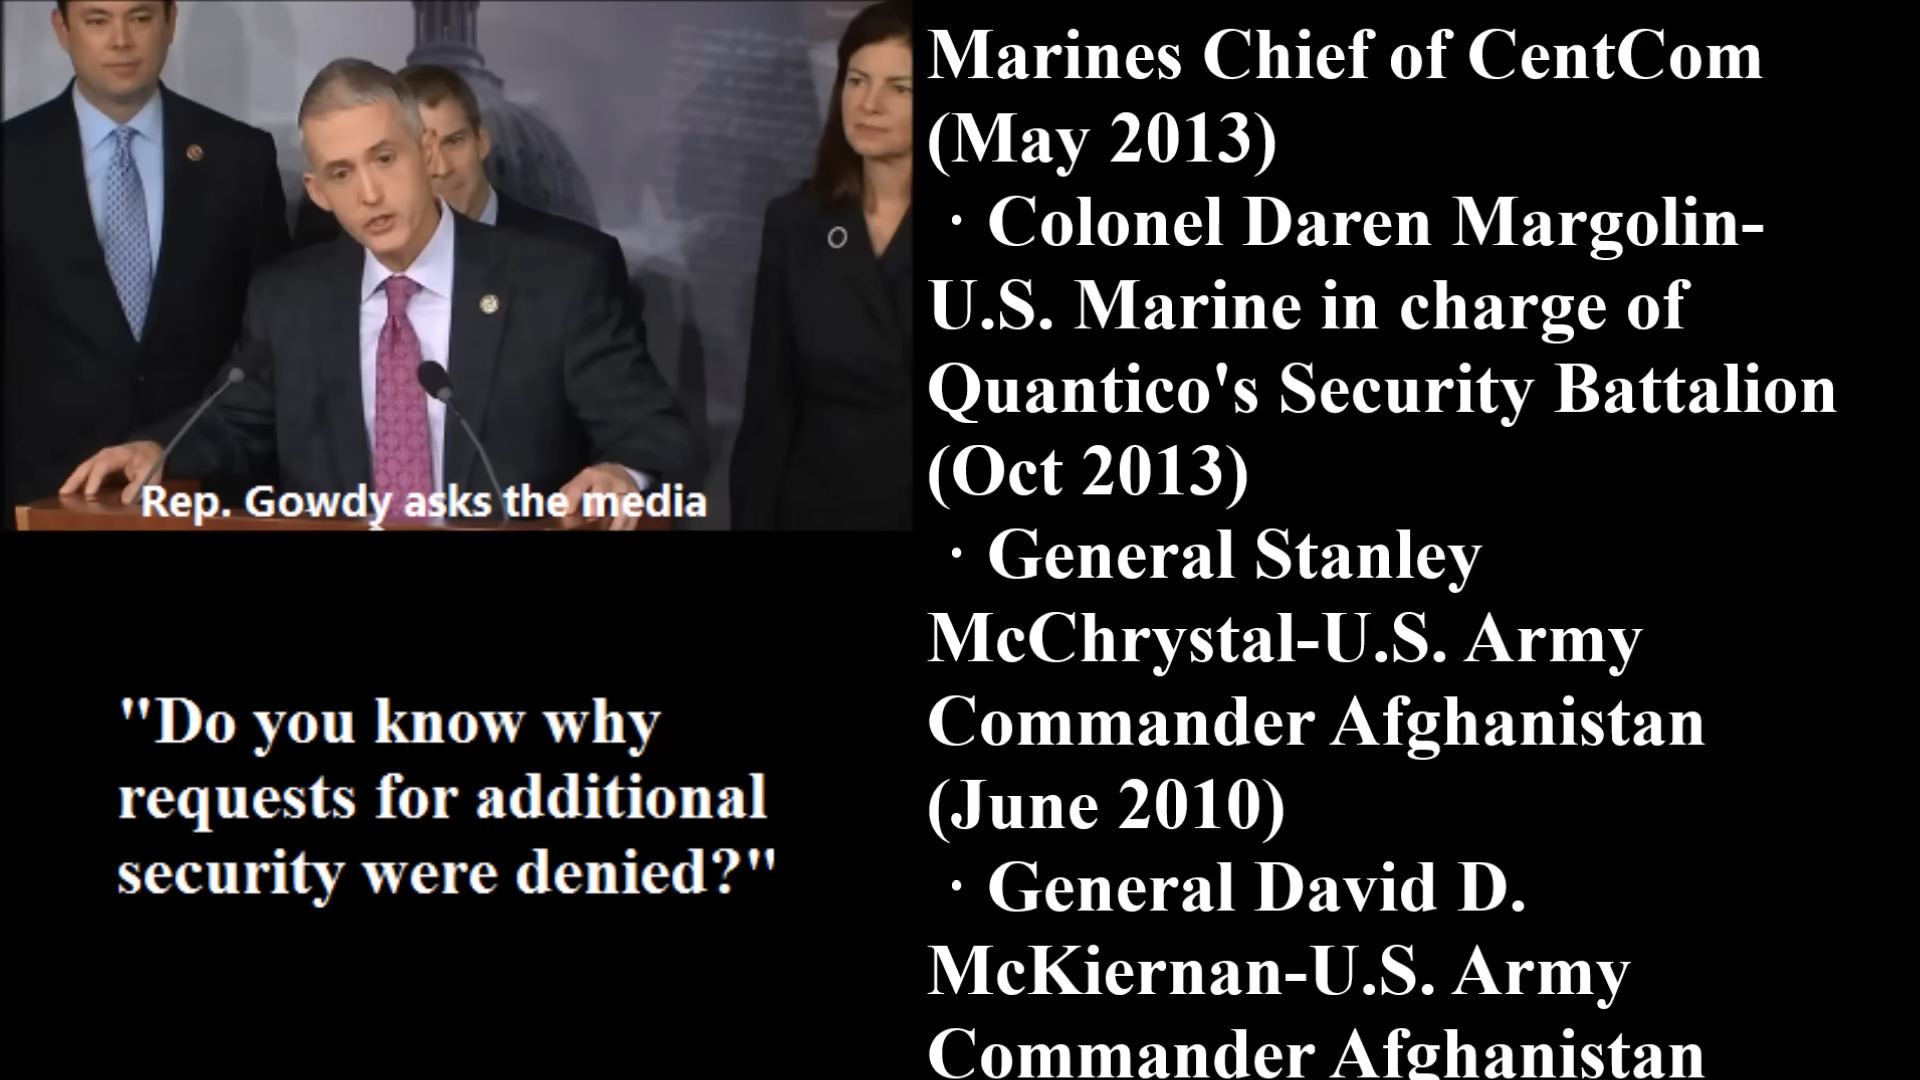 Rep. Gowdy asks the media
"Do you know why
requests for additional
security were denied?"
Marines Chief of CentCom
(May 2013)
· Colonel Daren Margolin-
U.S. Marine in charge of
Quantico's Security Battalion
(Oct 2013)
· General Stanley
McChrystal-U.S. Army
Commander Afghanistan
(June 2010)
· General David D.
McKiernan-U.S. Army
Commander Afghanistan